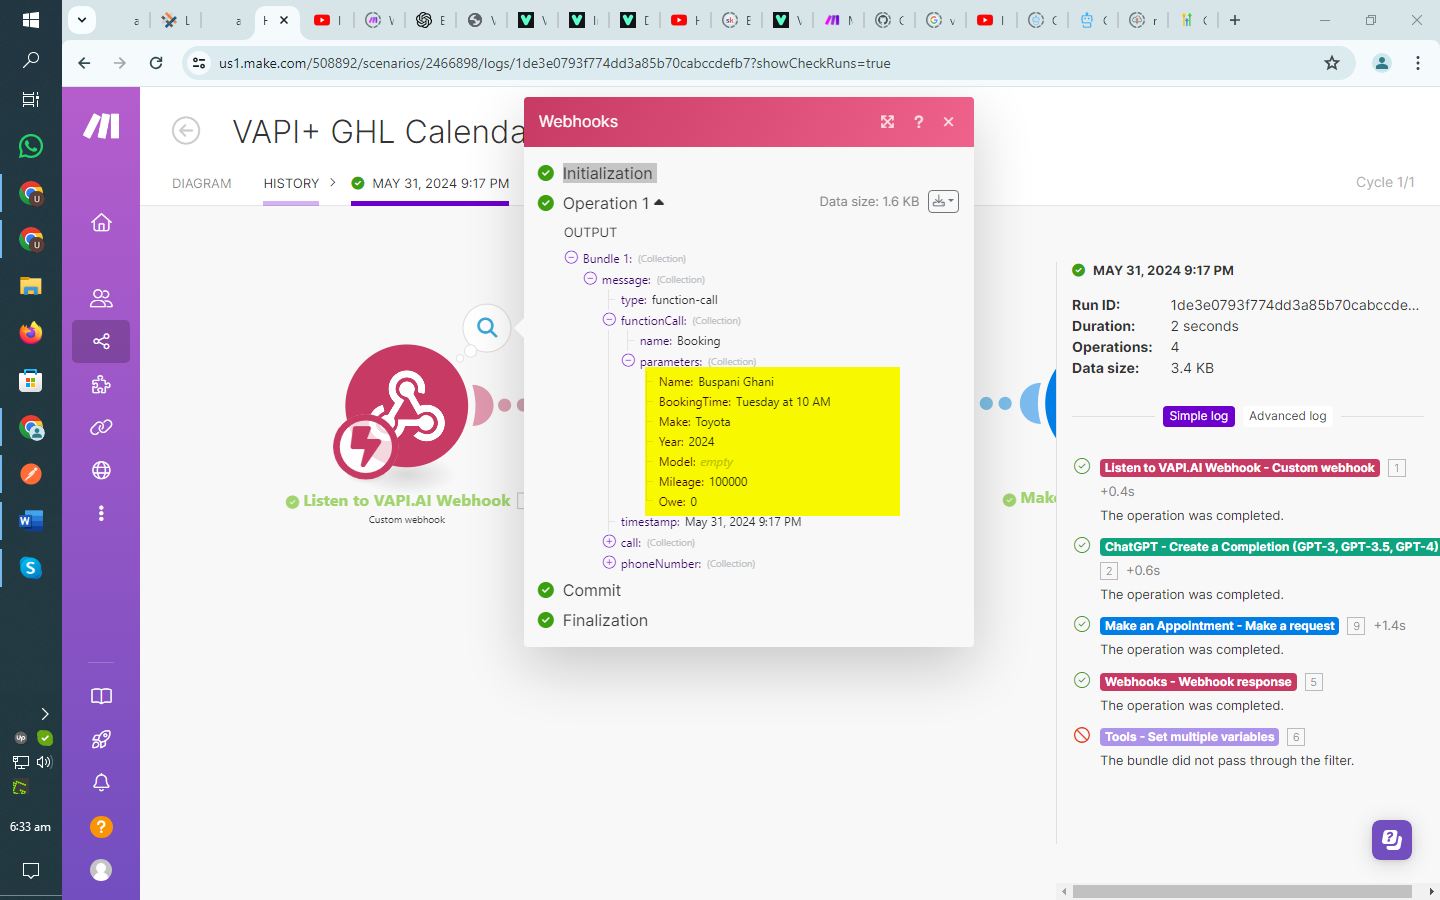 us1.make.com/508892/scenarios/2466898/logs/1de3e0793f774dd3a85b70cabccdefb7?showCheckRuns=true
VAPI+ GHL Calenda
DIAGRAM
HISTORY
MAY 31, 2024 9:17 PM
Cycle 1/1
Webhooks
Initialization
Operation 1
Data size: 1.6 KB
OUTPUT
Bundle 1: (Collection)
message: (Collection)
type: function-call
functionCall: (Collection)
name: Booking
parameters: (Collection)
Name: Buspani Ghani
BookingTime: Tuesday at 10 AM
Make: Toyota
Year: 2024
Model: empty
Mileage: 100000
Owe: 0
timestamp: May 31, 2024 9:17 PM
call: (Collection)
phoneNumber: (Collection)
Commit
Finalization
Listen to VAPI.AI Webhook
Custom webhook
Make
MAY 31, 2024 9:17 PM
Run ID: 1de3e0793f774dd3a85b70cabccde...
Duration: 2 seconds
Operations: 4
Data size: 3.4 KB
Simple log
Advanced log
Listen to VAPI.AI Webhook - Custom webhook 1
+0.4s
The operation was completed.
ChatGPT - Create a Completion (GPT-3, GPT-3.5, GPT-4)
2 +0.6s
The operation was completed.
Make an Appointment - Make a request 9 +1.4s
The operation was completed.
Webhooks - Webhook response 5
The operation was completed.
Tools - Set multiple variables 6
The bundle did not pass through the filter.
6:33 am